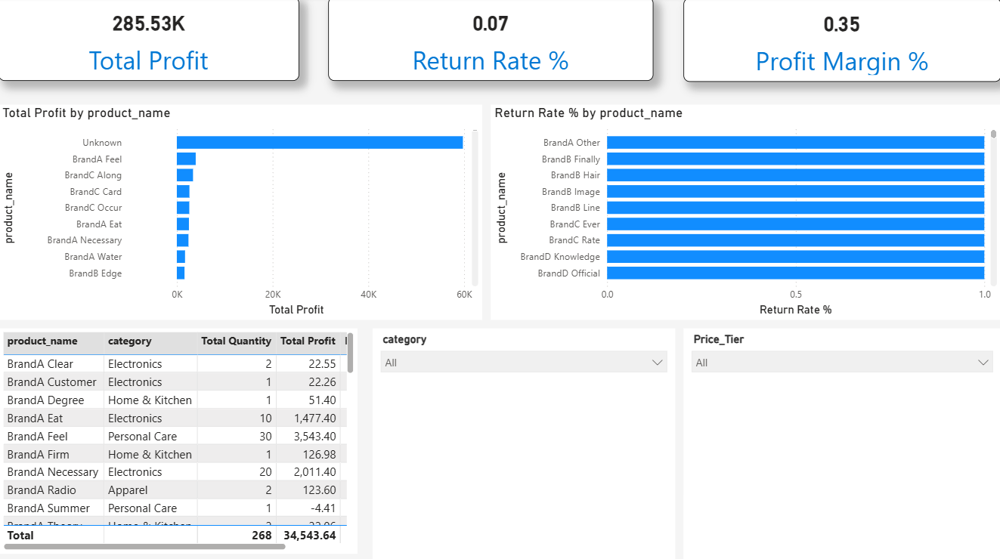 285.53K
Total Profit
0.07
Return Rate %
0.35
Profit Margin %
Total Profit by product_name
product_name
Unknown
BrandA Feel
BrandC Along
BrandC Card
BrandC Occur
BrandA Eat
BrandA Necessary
BrandA Water
BrandB Edge
0K 20K 40K 60K
Total Profit
Return Rate % by product_name
product_name
BrandA Other
BrandB Finally
BrandB Hair
BrandB Image
BrandB Line
BrandC Ever
BrandC Rate
BrandD Knowledge
BrandD Official
0.0 0.5 1.0
Return Rate %
product_name category Total Quantity Total Profit
BrandA Clear Electronics 2 22.55
BrandA Customer Electronics 1 22.26
BrandA Degree Home & Kitchen 1 51.40
BrandA Eat Electronics 10 1,477.40
BrandA Feel Personal Care 30 3,543.40
BrandA Firm Home & Kitchen 1 126.98
BrandA Necessary Electronics 20 2,011.40
BrandA Radio Apparel 2 123.60
BrandA Summer Personal Care 1 -4.41
Total 268 34,543.64
category
All
Price_Tier
All